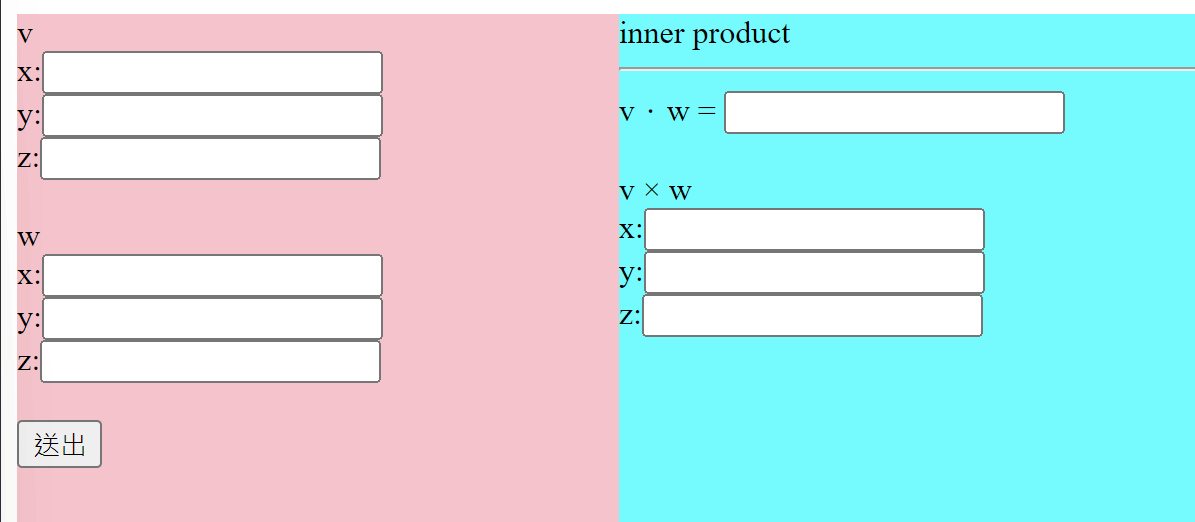 v
x:
y:
z:
w
x:
y:
z:
送出
inner product
v · w =
v × w
x:
y:
z: